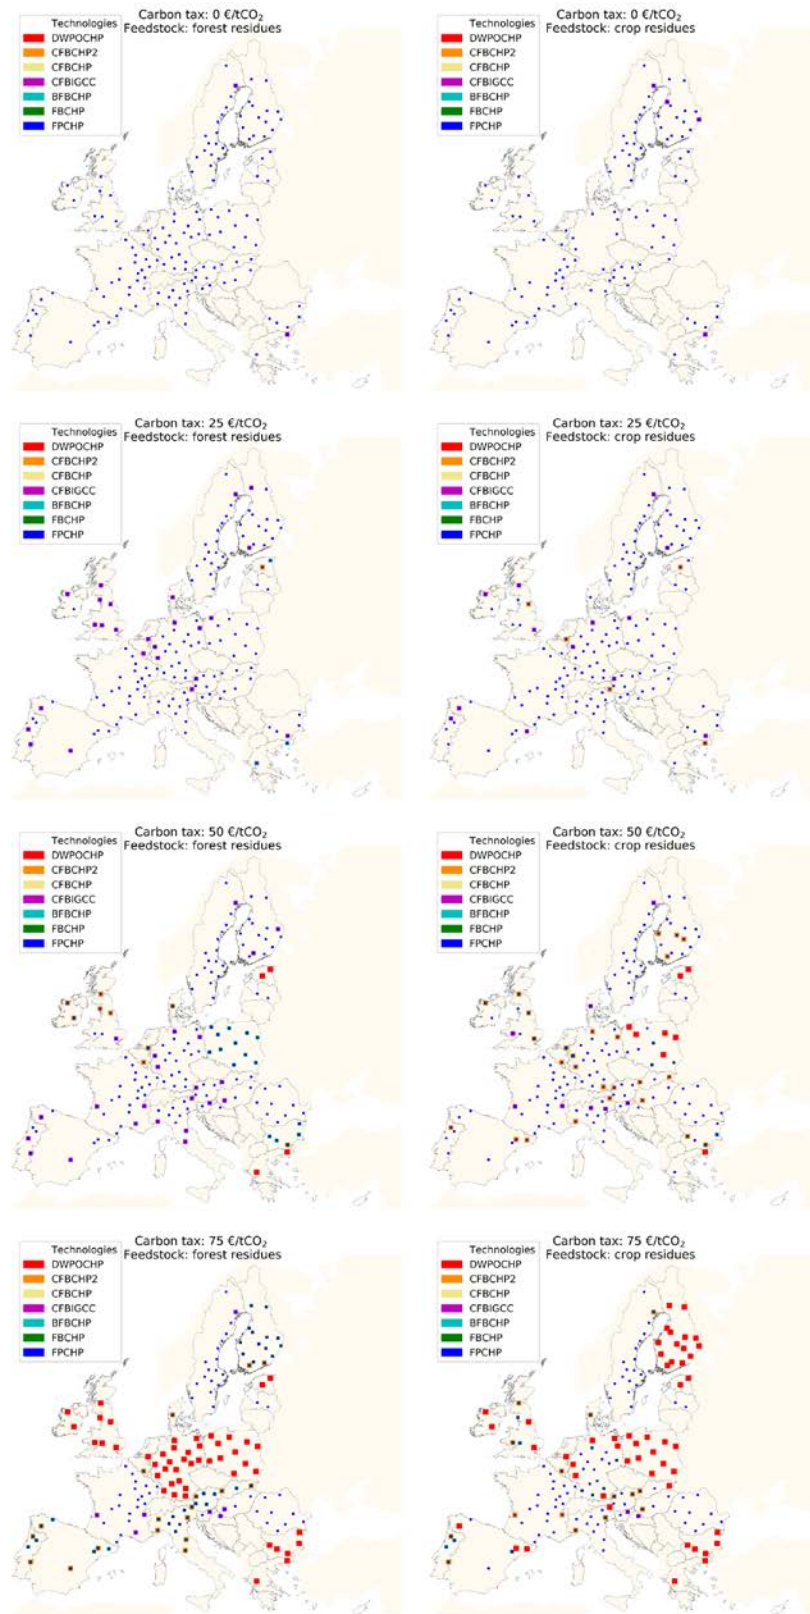 Carbon tax: 0 €/tCO₂
Feedstock: forest residues
Technologies
DWPOCHP
CFBCHP2
CFBCHP
CFBIGCC
BFBCHP
FBCHP
FPCHP
Carbon tax: 0 €/tCO₂
Feedstock: crop residues
Technologies
DWPOCHP
CFBCHP2
CFBCHP
CFBIGCC
BFBCHP
FBCHP
FPCHP
Carbon tax: 25 €/tCO₂
Feedstock: forest residues
Technologies
DWPOCHP
CFBCHP2
CFBCHP
CFBIGCC
BFBCHP
FBCHP
FPCHP
Carbon tax: 25 €/tCO₂
Feedstock: crop residues
Technologies
DWPOCHP
CFBCHP2
CFBCHP
CFBIGCC
BFBCHP
FBCHP
FPCHP
Carbon tax: 50 €/tCO₂
Feedstock: forest residues
Technologies
DWPOCHP
CFBCHP2
CFBCHP
CFBIGCC
BFBCHP
FBCHP
FPCHP
Carbon tax: 50 €/tCO₂
Feedstock: crop residues
Technologies
DWPOCHP
CFBCHP2
CFBCHP
CFBIGCC
BFBCHP
FBCHP
FPCHP
Carbon tax: 75 €/tCO₂
Feedstock: forest residues
Technologies
DWPOCHP
CFBCHP2
CFBCHP
CFBIGCC
BFBCHP
FBCHP
FPCHP
Carbon tax: 75 €/tCO₂
Feedstock: crop residues
Technologies
DWPOCHP
CFBCHP2
CFBCHP
CFBIGCC
BFBCHP
FBCHP
FPCHP